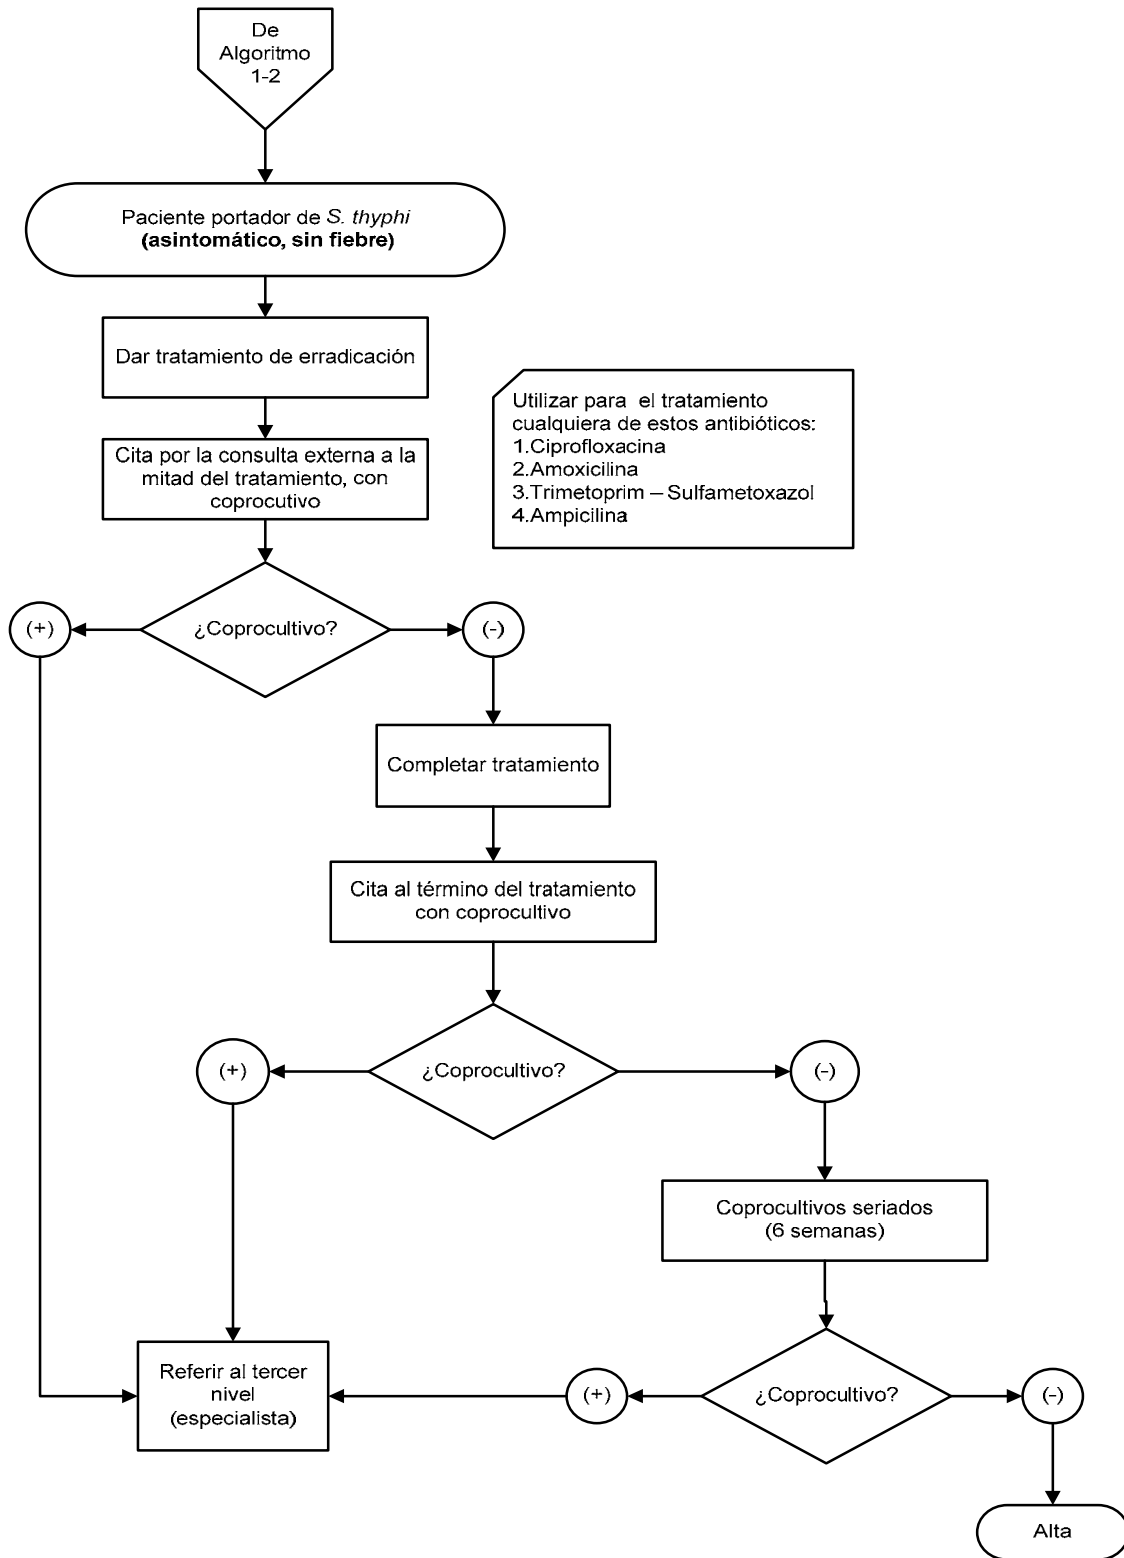 De
Algoritmo
1-2
Paciente portador de S. thyphi
(asintomático, sin fiebre)
Dar tratamiento de erradicación
Utilizar para el tratamiento
cualquiera de estos antibióticos:
1.Ciprofloxacina
2.Amoxicilina
3.Trimetoprim – Sulfametoxazol
4.Ampicilina
Cita por la consulta externa a la
mitad del tratamiento, con
coprocutivo
(+)
¿Coprocultivo?
(-)
Completar tratamiento
Cita al término del tratamiento
con coprocultivo
(+)
¿Coprocultivo?
(-)
Coprocultivos seriados
(6 semanas)
Referir al tercer
nivel
(especialista)
(+)
¿Coprocultivo?
(-)
Alta